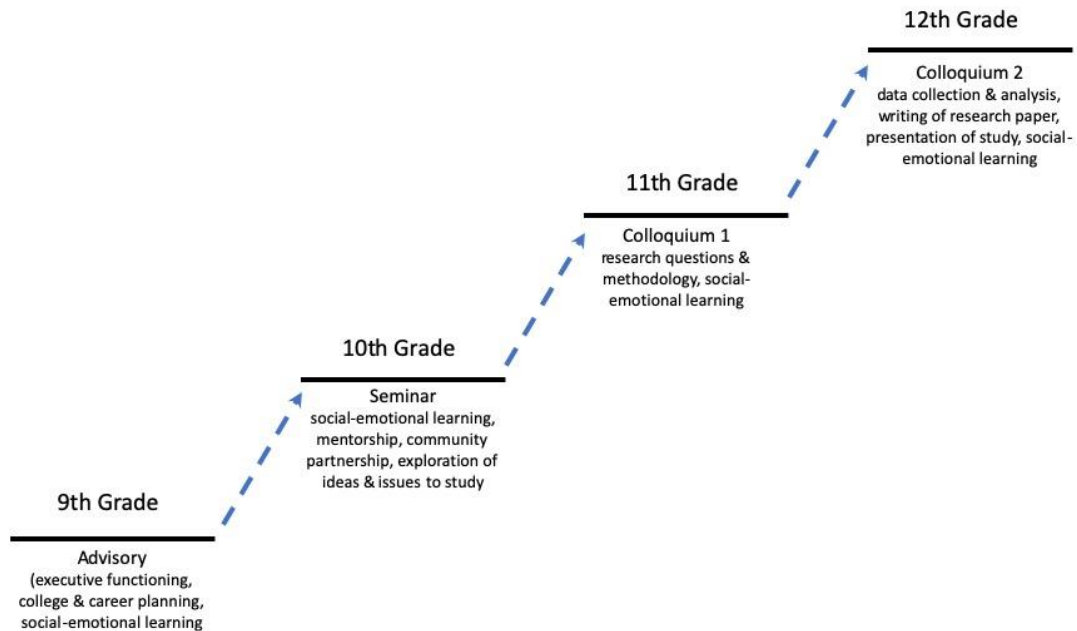 12th Grade
Colloquium 2
data collection & analysis,
writing of research paper,
presentation of study, social-
emotional learning
11th Grade
Colloquium 1
research questions &
methodology, social-
emotional learning
10th Grade
Seminar
social-emotional learning,
mentorship, community
partnership, exploration of
ideas & issues to study
9th Grade
Advisory
(executive functioning,
college & career planning,
social-emotional learning